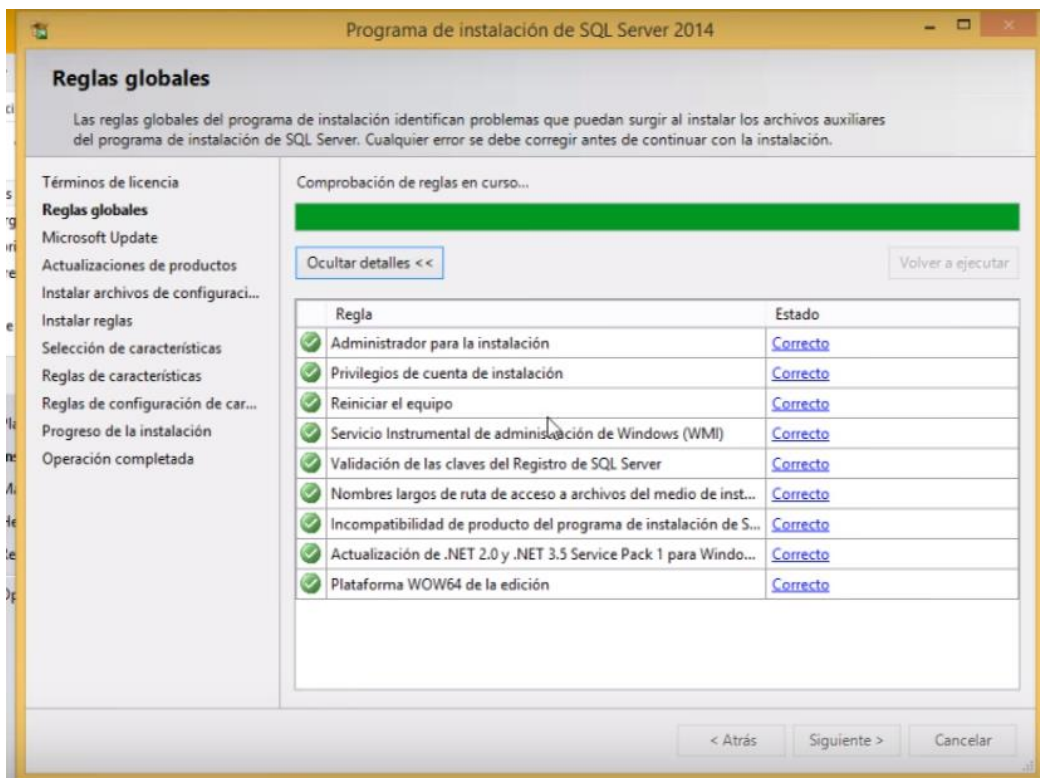 Programa de instalación de SQL Server 2014
Reglas globales
Las reglas globales del programa de instalación identifican problemas que puedan surgir al instalar los archivos auxiliares
del programa de instalación de SQL Server. Cualquier error se debe corregir antes de continuar con la instalación.
Términos de licencia
Reglas globales
Microsoft Update
Actualizaciones de productos
Instalar archivos de configuraci...
Instalar reglas
Selección de características
Reglas de características
Reglas de configuración de car...
Progreso de la instalación
Operación completada
Comprobación de reglas en curso...
Ocultar detalles <<
Volver a ejecutar
Regla Estado
Administrador para la instalación Correcto
Privilegios de cuenta de instalación Correcto
Reiniciar el equipo Correcto
Servicio Instrumental de administración de Windows (WMI) Correcto
Validación de las claves del Registro de SQL Server Correcto
Nombres largos de ruta de acceso a archivos del medio de inst... Correcto
Incompatibilidad de producto del programa de instalación de S... Correcto
Actualización de .NET 2.0 y .NET 3.5 Service Pack 1 para Windo... Correcto
Plataforma WOW64 de la edición Correcto
< Atrás Siguiente > Cancelar